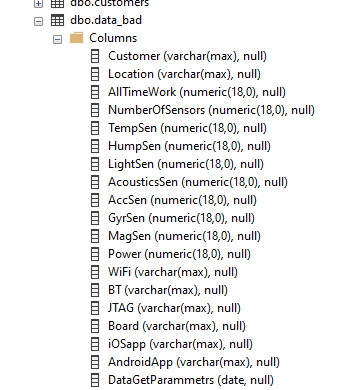 dbo.customers
dbo.data_bad
Columns
Customer (varchar(max), null)
Location (varchar(max), null)
AllTimeWork (numeric(18,0), null)
NumberOfSensors (numeric(18,0), null)
TempSen (numeric(18,0), null)
HumpSen (numeric(18,0), null)
LightSen (numeric(18,0), null)
AcousticsSen (numeric(18,0), null)
AccSen (numeric(18,0), null)
GyrSen (numeric(18,0), null)
MagSen (numeric(18,0), null)
Power (numeric(18,0), null)
WiFi (varchar(max), null)
BT (varchar(max), null)
JTAG (varchar(max), null)
Board (varchar(max), null)
iOSapp (varchar(max), null)
AndroidApp (varchar(max), null)
DataGetParammetrs (date, null)